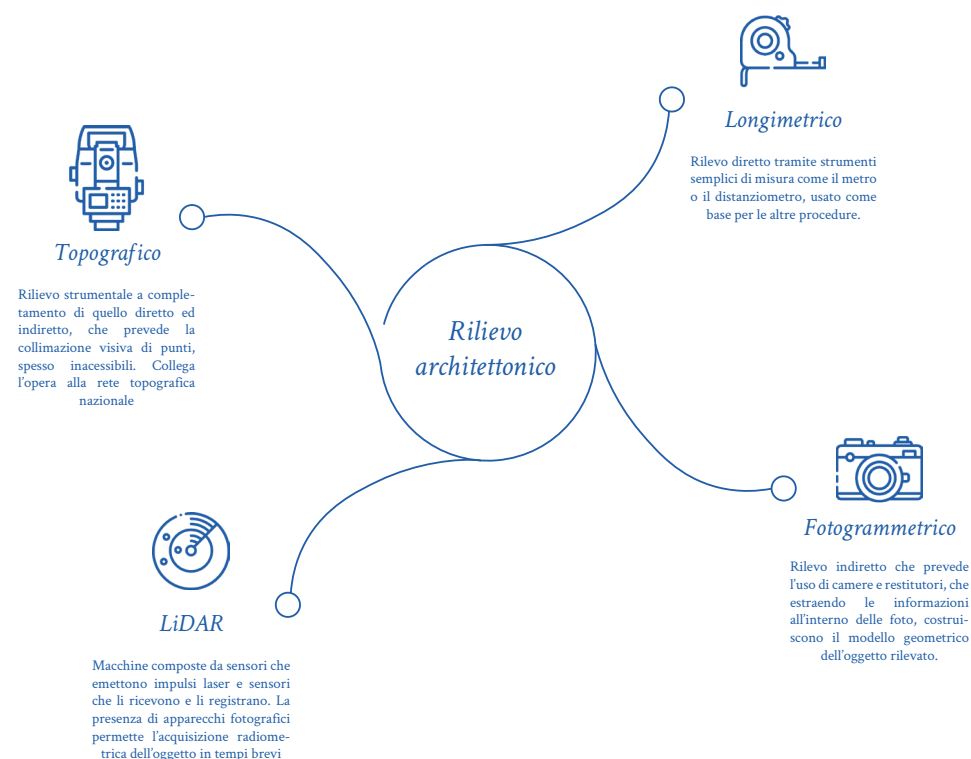 Longimetrico
Rilevo diretto tramite strumenti
semplici di misura come il metro
o il distanziometro, usato come
base per le altre procedure.
Topografico
Rilievo strumentale a comple-
tamento di quello diretto ed
indiretto, che prevede la
collimazione visiva di punti,
spesso inacessibili. Collega
l'opera alla rete topografica
nazionale
Rilievo
architettonico
Fotogrammetrico
Rilevo indiretto che prevede
l'uso di camere e restitutori, che
estraendo le informazioni
all'interno delle foto, costrui-
scono il modello geometrico
dell'oggetto rilevato.
LiDAR
Macchine composte da sensori che
emettono impulsi laser e sensori
che li ricevono e li registrano. La
presenza di apparecchi fotografici
permette l'acquisizione radiome-
trica dell'oggetto in tempi brevi